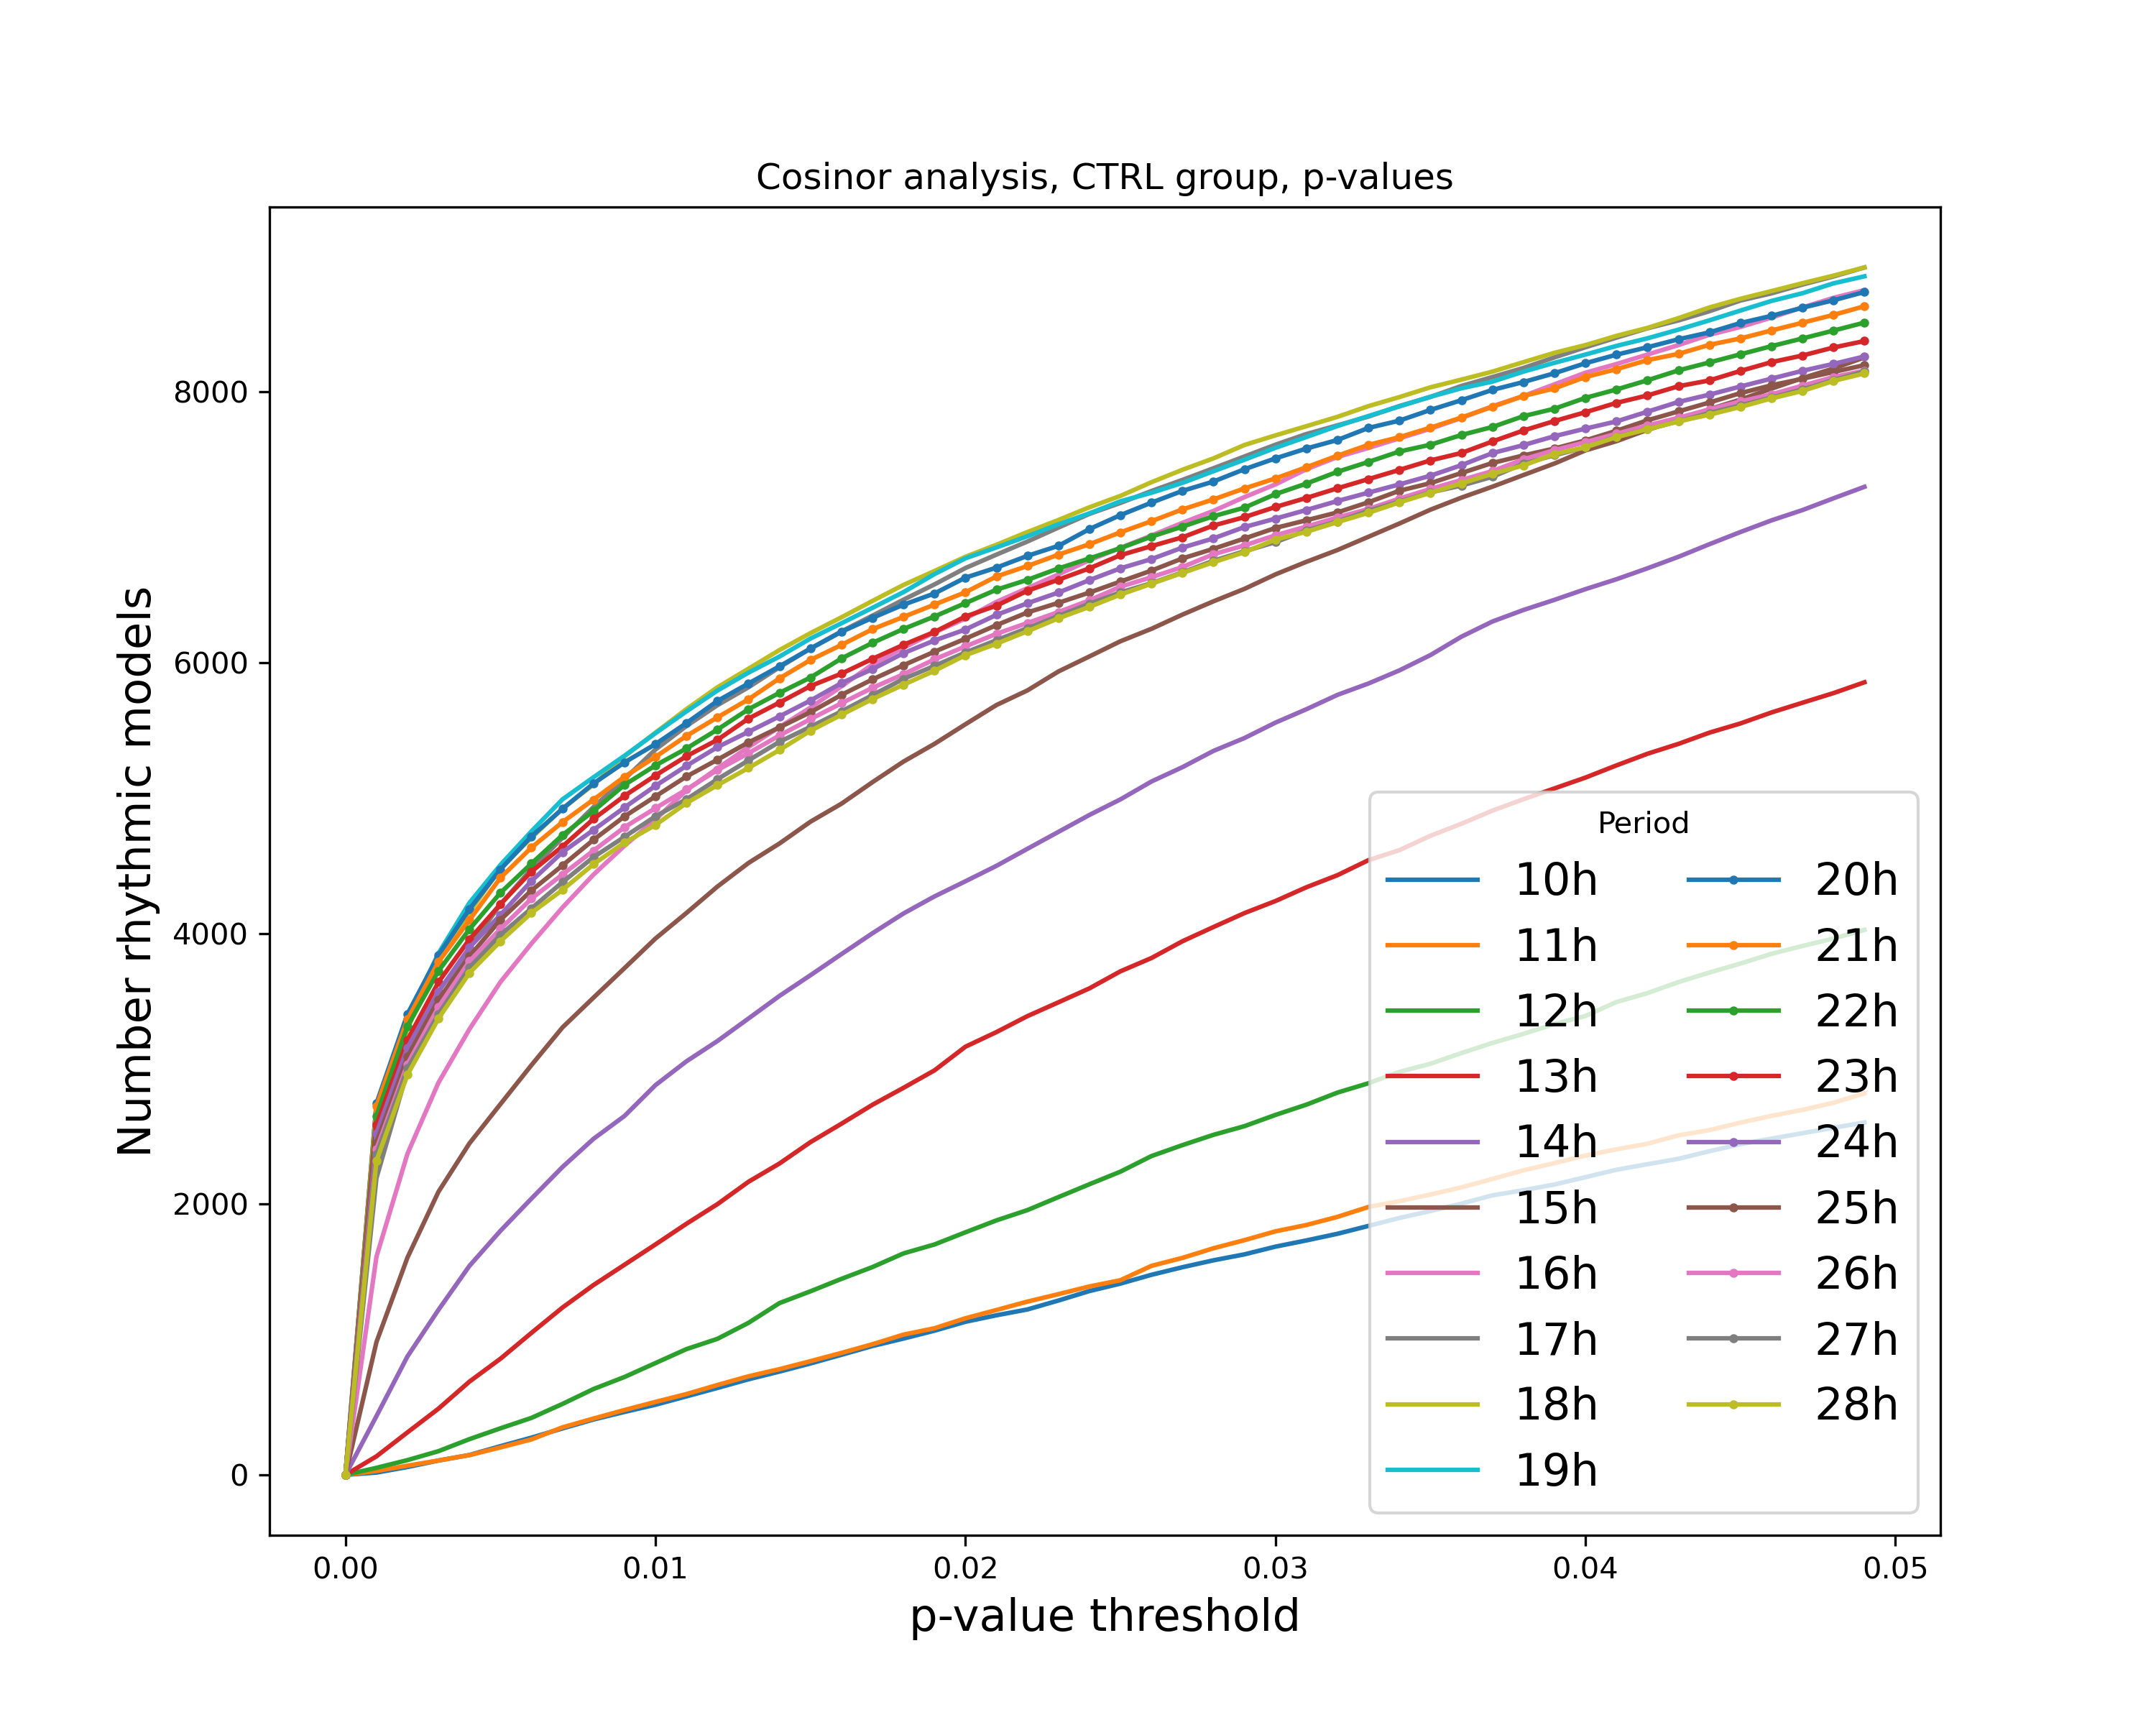 Cosinor analysis, CTRL group, p-values
Number rhythmic models
8000
6000
4000
2000
0
0.00 0.01 0.02 0.03 0.04 0.05
p-value threshold
Period
10h 20h
11h 21h
12h 22h
13h 23h
14h 24h
15h 25h
16h 26h
17h 27h
18h 28h
19h